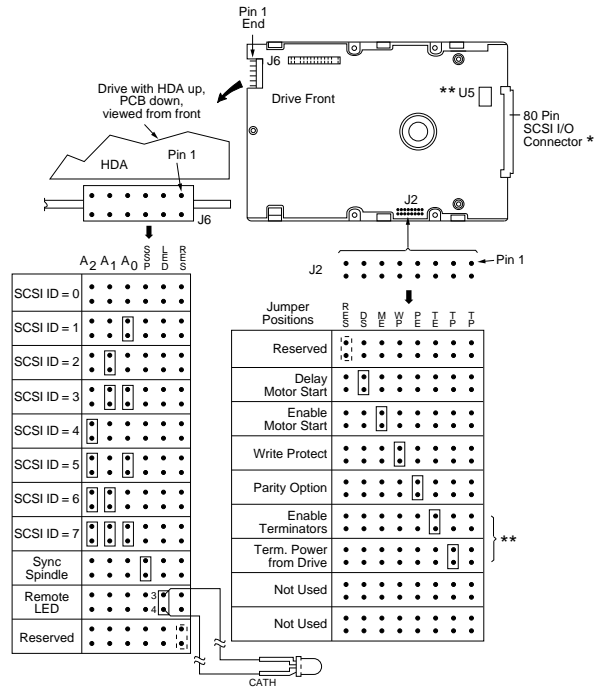 Pin 1
End
J6
Drive with HDA up,
PCB down,
viewed from front
Drive Front
** U5
80 Pin
SCSI I/O
Connector *
HDA
Pin 1
J6
J2
J2
Pin 1
A2 A1 A0 SSP LED RES
SCSI ID = 0
SCSI ID = 1
SCSI ID = 2
SCSI ID = 3
SCSI ID = 4
SCSI ID = 5
SCSI ID = 6
SCSI ID = 7
Sync
Spindle
Remote
LED
3
4
Reserved
CATH
Jumper
Positions
RES DS ME WP PE TE TP TP
Reserved
Delay
Motor Start
Enable
Motor Start
Write Protect
Parity Option
Enable
Terminators
Term. Power
from Drive
**
Not Used
Not Used